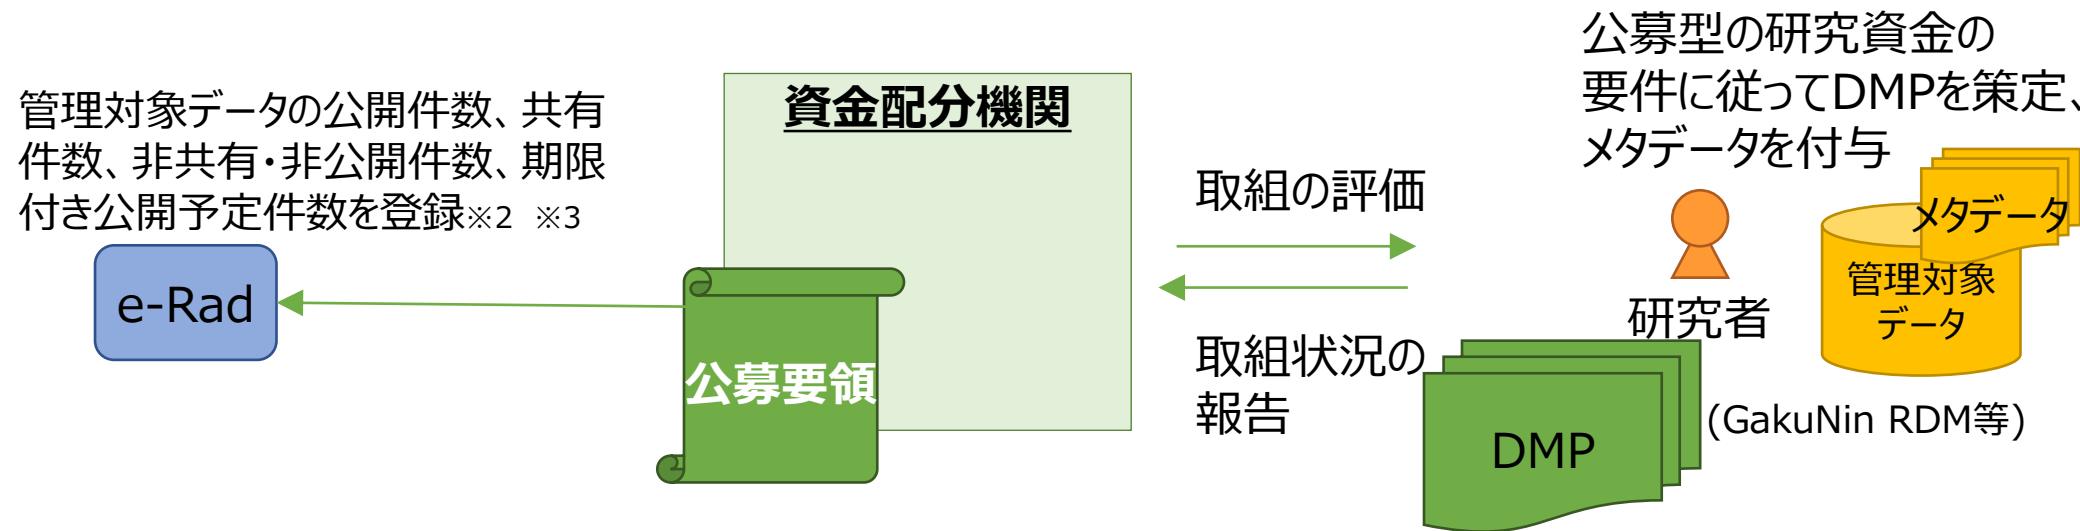 管理対象データの公開件数、共有
件数、非共有・非公開件数、期限
付き公開予定件数を登録※2 ※3
e-Rad
資金配分機関
公募要領
取組の評価
取組状況の
報告
公募型の研究資金の
要件に従ってDMPを策定、
メタデータを付与
メタデータ
管理対象
データ
研究者
(GakuNin RDM等)
DMP